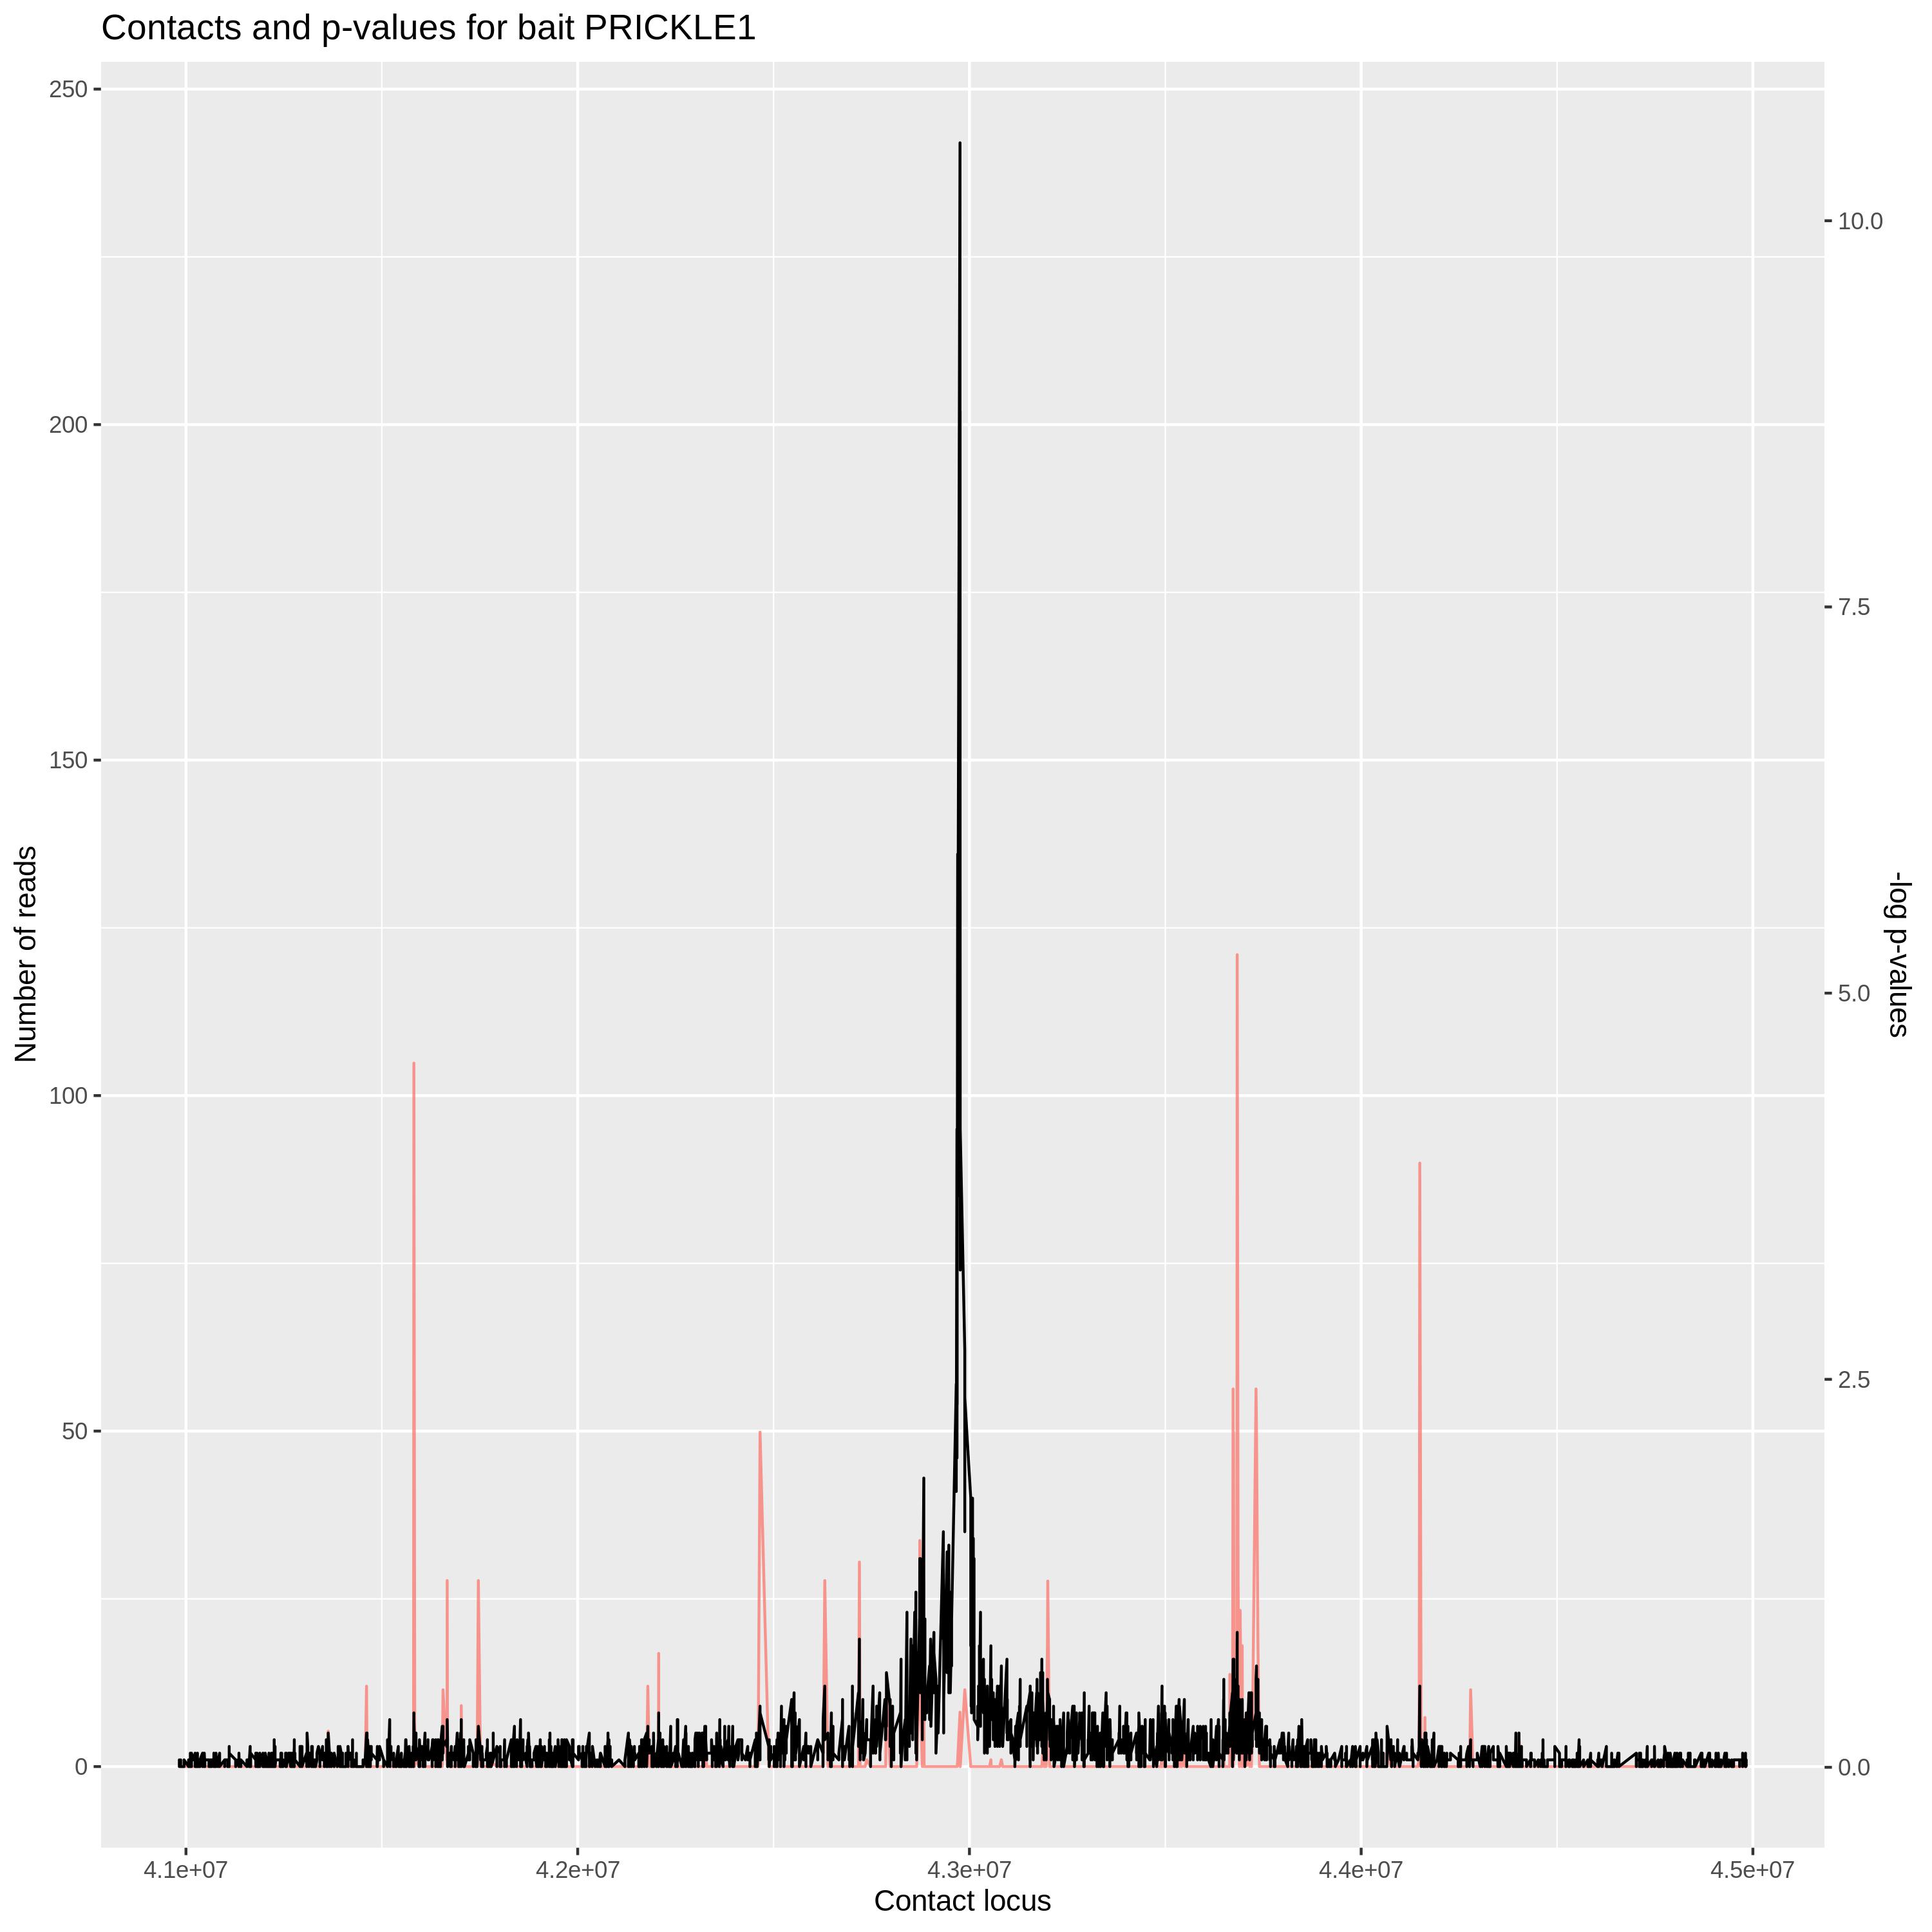 Contacts and p-values for bait PRICKLE1
250
200
150
100
50
0
Number of reads
10.0
7.5
5.0
2.5
0.0
-log p-values
4.1e+07
4.2e+07
4.3e+07
4.4e+07
4.5e+07
Contact locus